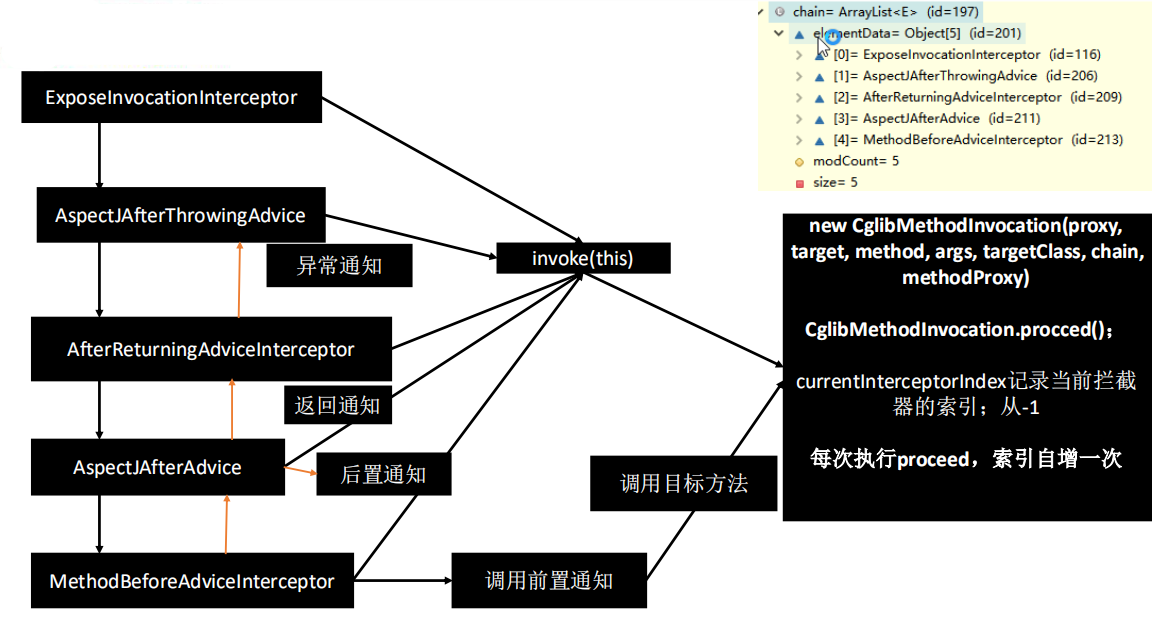 chain= ArrayList<E> (id=197)
elementData= Object[5] (id=201)
[0]= ExposeInvocationInterceptor (id=116)
[1]= AspectJAfterThrowingAdvice (id=206)
[2]= AfterReturningAdviceInterceptor (id=209)
[3]= AspectJAfterAdvice (id=211)
[4]= MethodBeforeAdviceInterceptor (id=213)
modCount= 5
size= 5
ExposeInvocationInterceptor
AspectJAfterThrowingAdvice
异常通知
invoke(this)
AfterReturningAdviceInterceptor
返回通知
AspectJAfterAdvice
后置通知
MethodBeforeAdviceInterceptor
调用前置通知
调用目标方法
new CglibMethodInvocation(proxy,
target, method, args, targetClass, chain,
methodProxy)
CglibMethodInvocation.procced()；
currentInterceptorIndex记录当前拦截
器的索引；从-1
每次执行proceed，索引自增一次